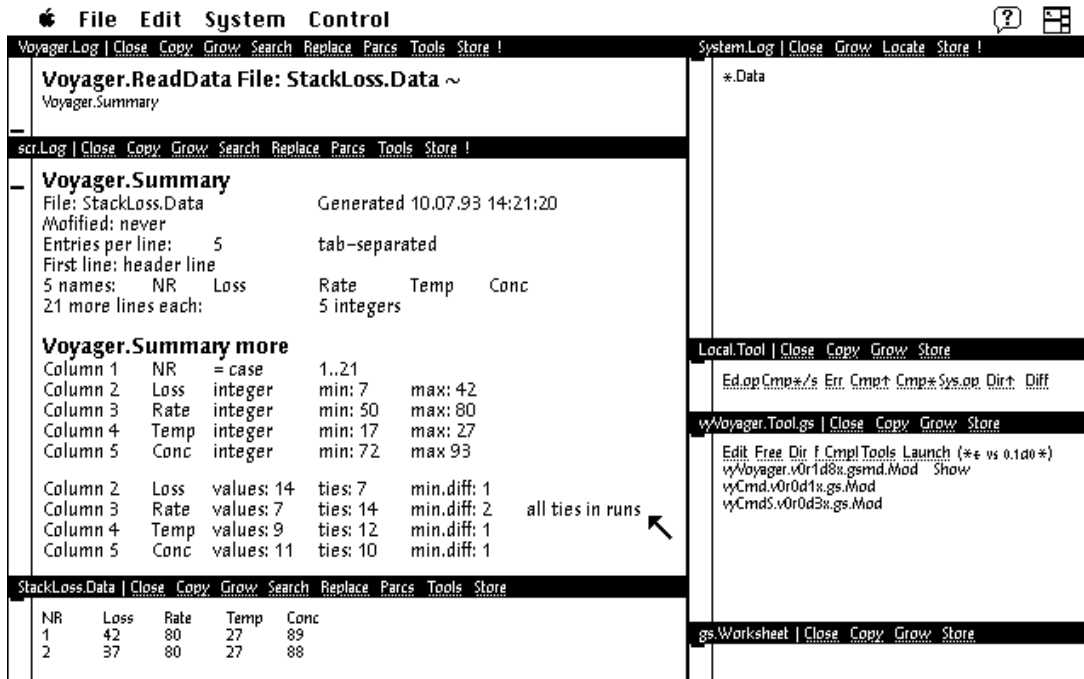 File Edit System Control
Voyager.Log | Close Copy Grow Search Replace Parcs Tools Store !
Voyager.ReadData File: StackLoss.Data ~
Voyager.Summary
scr.Log | Close Copy Grow Search Replace Parcs Tools Store !
Voyager.Summary
File: StackLoss.Data Generated 10.07.93 14:21:20
Mofified: never
Entries per line: 5 tab-separated
First line: header line
5 names: NR Loss Rate Temp Conc
21 more lines each: 5 integers
Voyager.Summary more
Column 1 NR = case 1..21
Column 2 Loss integer min: 7 max: 42
Column 3 Rate integer min: 50 max: 80
Column 4 Temp integer min: 17 max: 27
Column 5 Conc integer min: 72 max 93
Column 2 Loss values: 14 ties: 7 min.diff: 1
Column 3 Rate values: 7 ties: 14 min.diff: 2 all ties in runs
Column 4 Temp values: 9 ties: 12 min.diff: 1
Column 5 Conc values: 11 ties: 10 min.diff: 1
StackLoss.Data | Close Copy Grow Search Replace Parcs Tools Store
NR Loss Rate Temp Conc
1 42 80 27 89
2 37 80 27 88
System.Log | Close Grow Locate Store !
*.Data
Local.Tool | Close Copy Grow Store
Ed.op Cmp*/s Err Cmp↑ Cmp* Sys.op Dir↑ Diff
vyVoyager.Tool.gs | Close Copy Grow Store
Edit Free Dir f Cmpl Tools Launch (*€ vs 0.1d0*)
vyVoyager.v0r1d8x.gsmd.Mod Show
vyCmd.v0r0d1x.gs.Mod
vyCmdS.v0r0d3x.gs.Mod
gs.Worksheet | Close Copy Grow Store